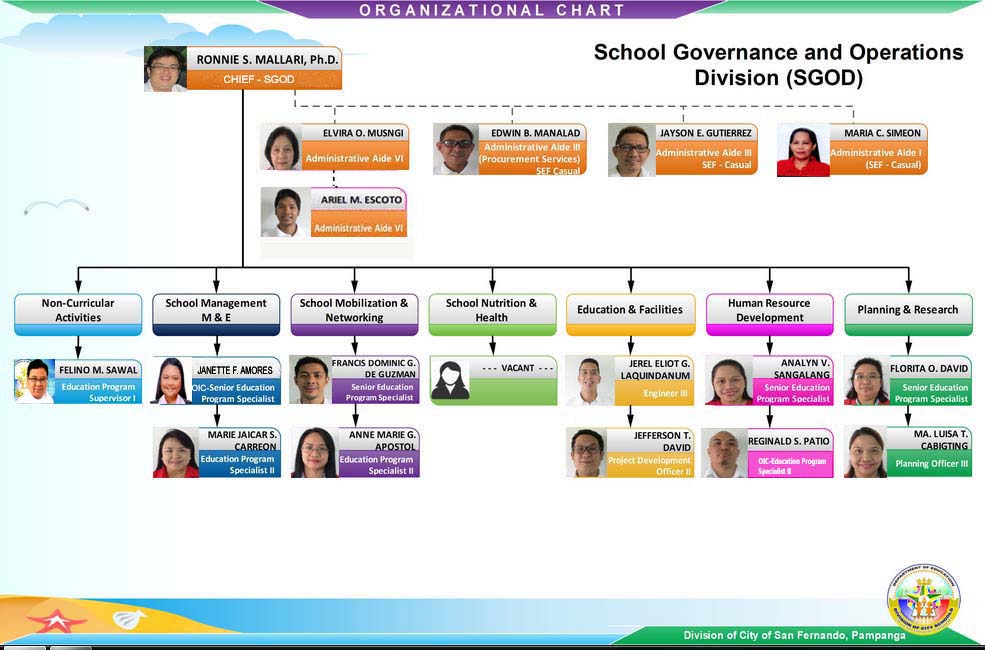 ORGANIZATIONAL CHART
School Governance and Operations
Division (SGOD)
RONNIE S. MALLARI, Ph.D.
CHIEF - SGOD
ELVIRA O. MUSNGI
Administrative Aide VI
EDWIN B. MANALAD
Administrative Aide III
(Procurement Services)
SEF Casual
JAYSON E. GUTIERREZ
Administrative Aide III
SEF - Casual
MARIA C. SIMEON
Administrative Aide I
(SEF - Casual)
ARIEL M. ESCOTO
Administrative Aide VI
Non-Curricular
Activities
School Management
M & E
School Mobilization &
Networking
School Nutrition &
Health
Education & Facilities
Human Resource
Development
Planning & Research
FELINO M. SAWAL
Education Program
Supervisor I
JANETTE F. AMORES
OIC-Senior Education
Program Specialist
FRANCIS DOMINIC G.
DE GUZMAN
Senior Education
Program Specialist
- - - VACANT - - -
JEREL ELIOT G.
LAQUINDANUM
Engineer III
ANALYN V.
SANGALANG
Senior Education
Program Specialist
FLORITA O. DAVID
Senior Education
Program Specialist
MARIE JAICAR S.
CARREON
Education Program
Specialist II
ANNE MARIE G.
APOSTOL
Education Program
Specialist II
JEFFERSON T.
DAVID
Project Development
Officer II
REGINALD S. PATIO
OIC-Education Program
Specialist II
MA. LUISA T.
CABIGTING
Planning Officer III
DEPARTMENT OF EDUCATION
DIVISION OF CITY SCHOOLS
Division of City of San Fernando, Pampanga